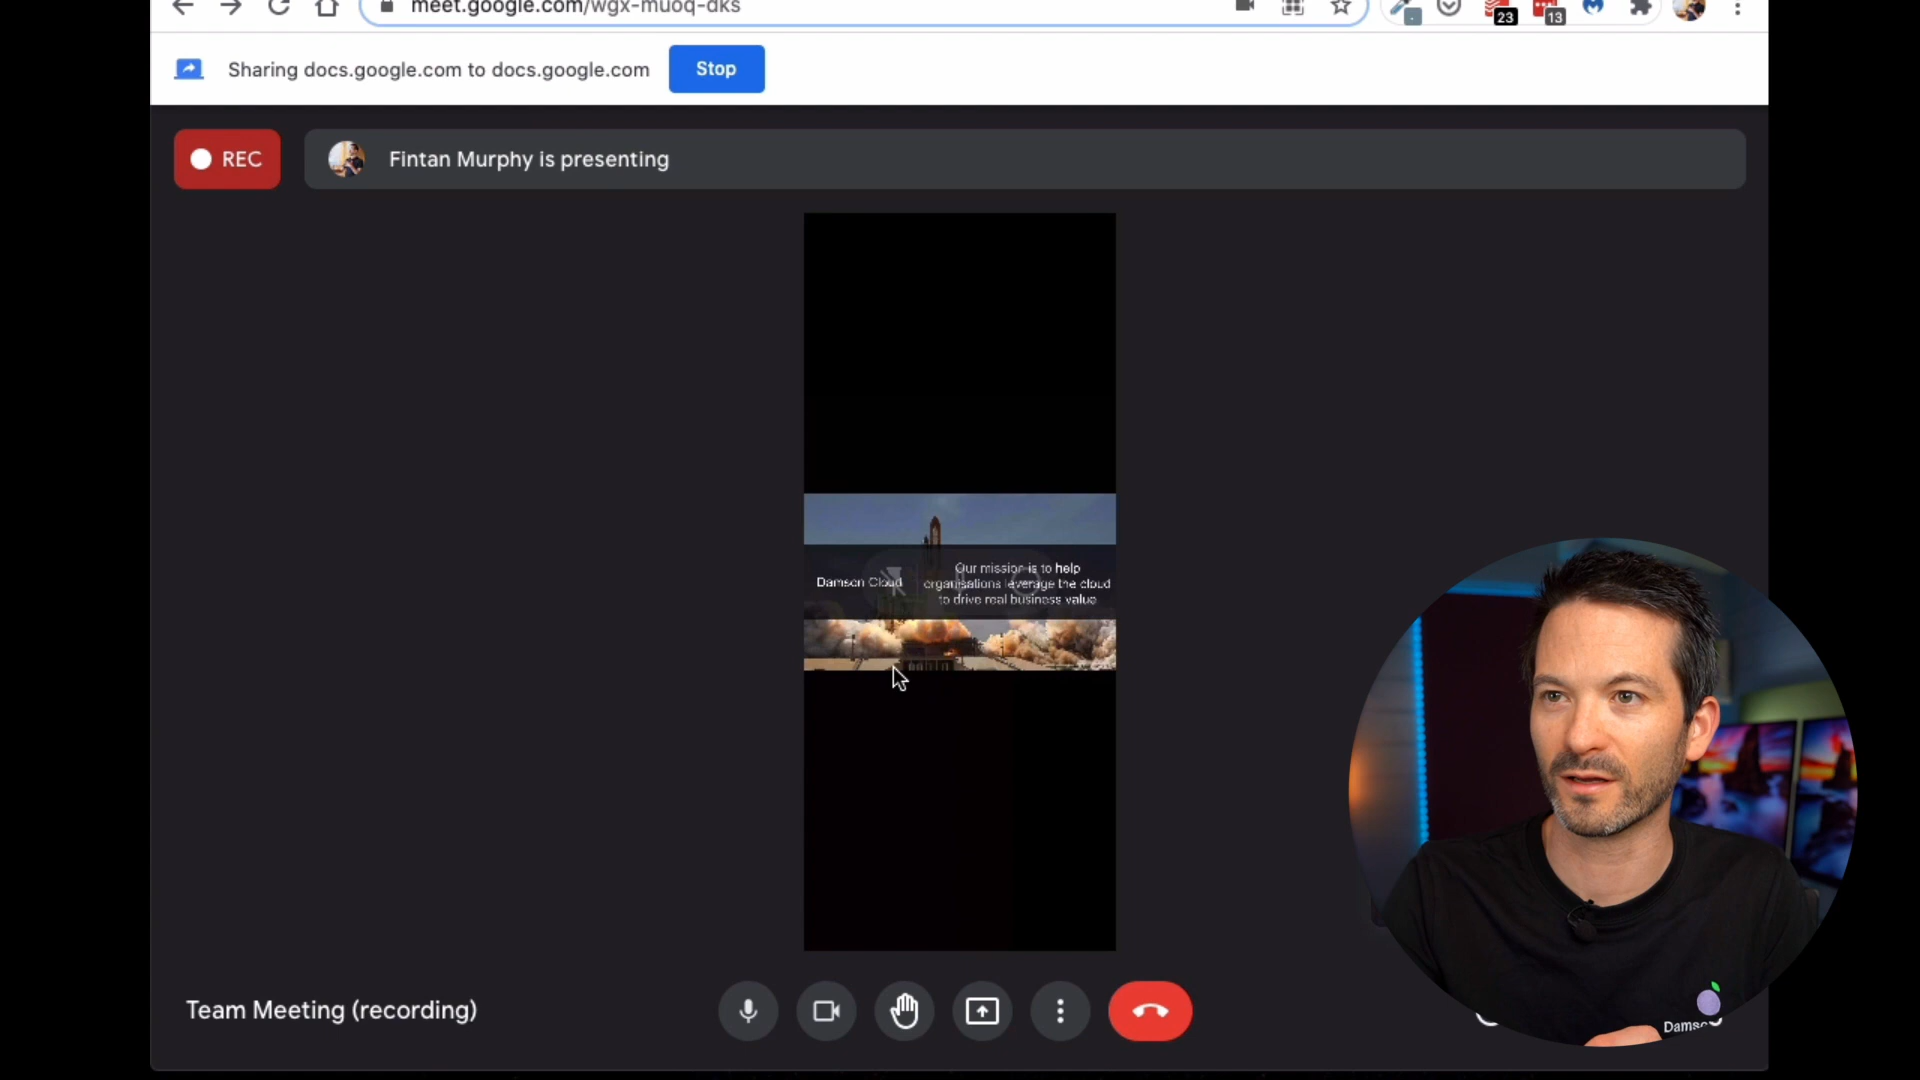 meet.google.com/wgx-muoq-dks
23
13
Sharing docs.google.com to docs.google.com
Stop
REC
Fintan Murphy is presenting
Damson Cloud
Our mission is to help
organisations leverage the cloud
to drive real business value
Team Meeting (recording)